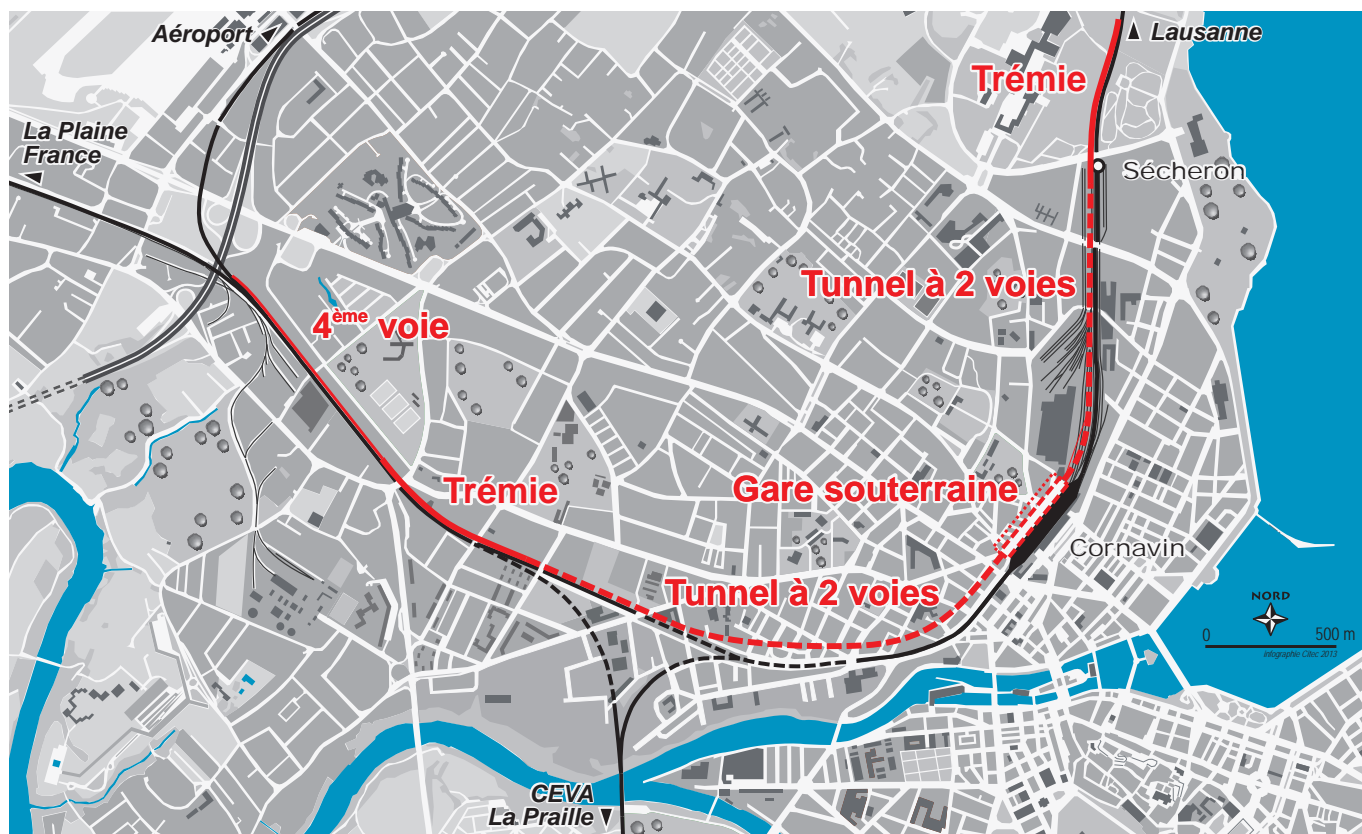 Aéroport
Lausanne
Trémie
La Plaine
France
Sécheron
Tunnel à 2 voies
4ème voie
Trémie
Gare souterraine
Cornavin
Tunnel à 2 voies
NORD
0 500 m
infographie Citec 2013
CEVA
La Praille